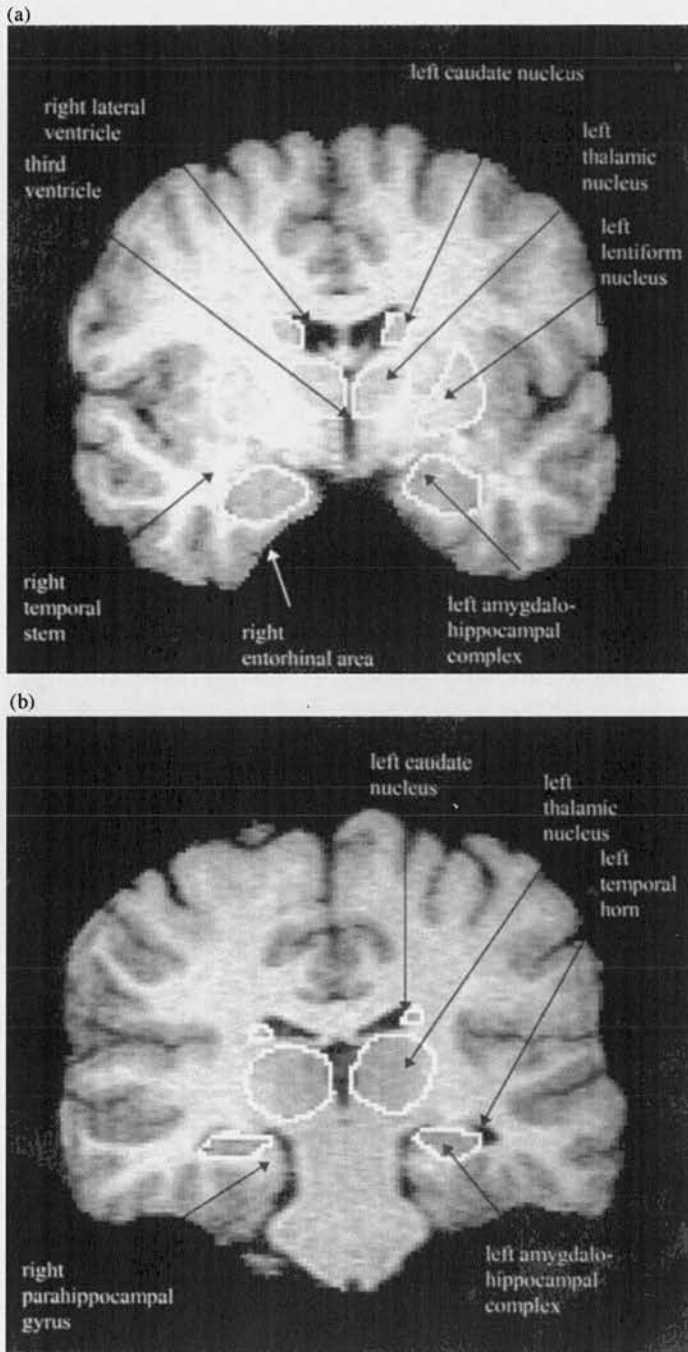 (a)
left caudate nucleus
right lateral
ventricle
third
ventricle
left
thalamic
nucleus
left
lentiform
nucleus
right
temporal
stem
right
entorhinal area
left amygdalo-
hippocampal
complex
(b)
left caudate
nucleus
left
thalamic
nucleus
left
temporal
horn
right
parahippocampal
gyrus
left amygdalo-
hippocampal
complex